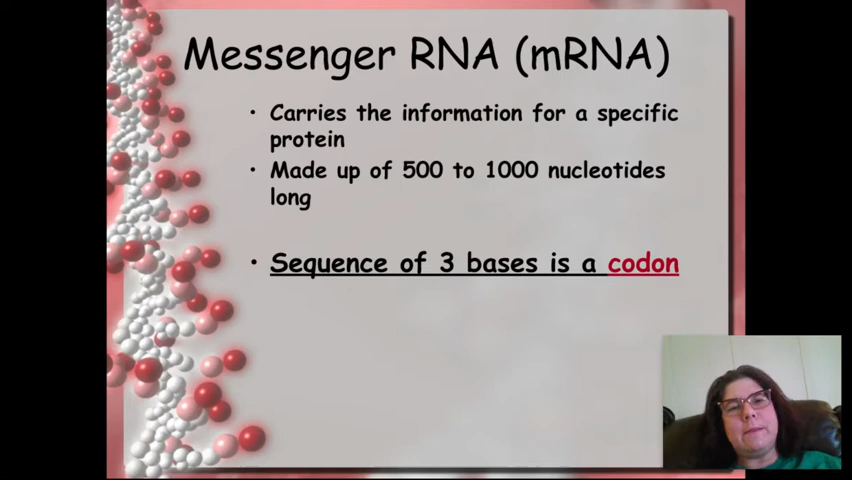 Messenger RNA (mRNA)
• Carries the information for a specific
protein
• Made up of 500 to 1000 nucleotides
long
• Sequence of 3 bases is a codon